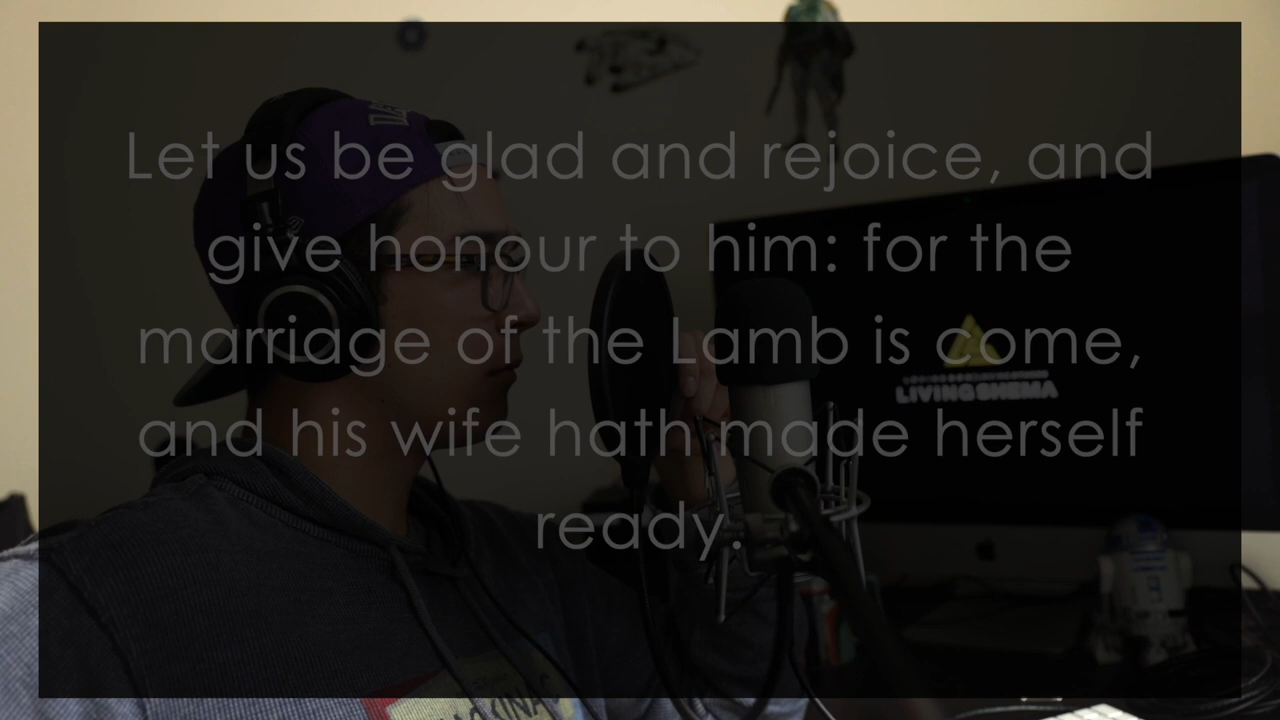 Let us be glad and rejoice, and
give honour to him: for the
marriage of the Lamb is come,
and his wife hath made herself
ready.
LIVING SHEMA